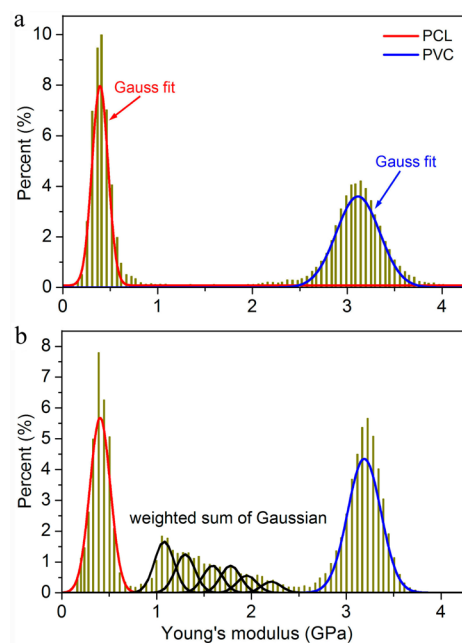 a
PCL
PVC
Gauss fit
Gauss fit
Percent (%)
10
8
6
4
2
0
0 1 2 3 4
b
weighted sum of Gaussian
Percent (%)
8
7
6
5
4
3
2
1
0
0 1 2 3 4
Young's modulus (GPa)